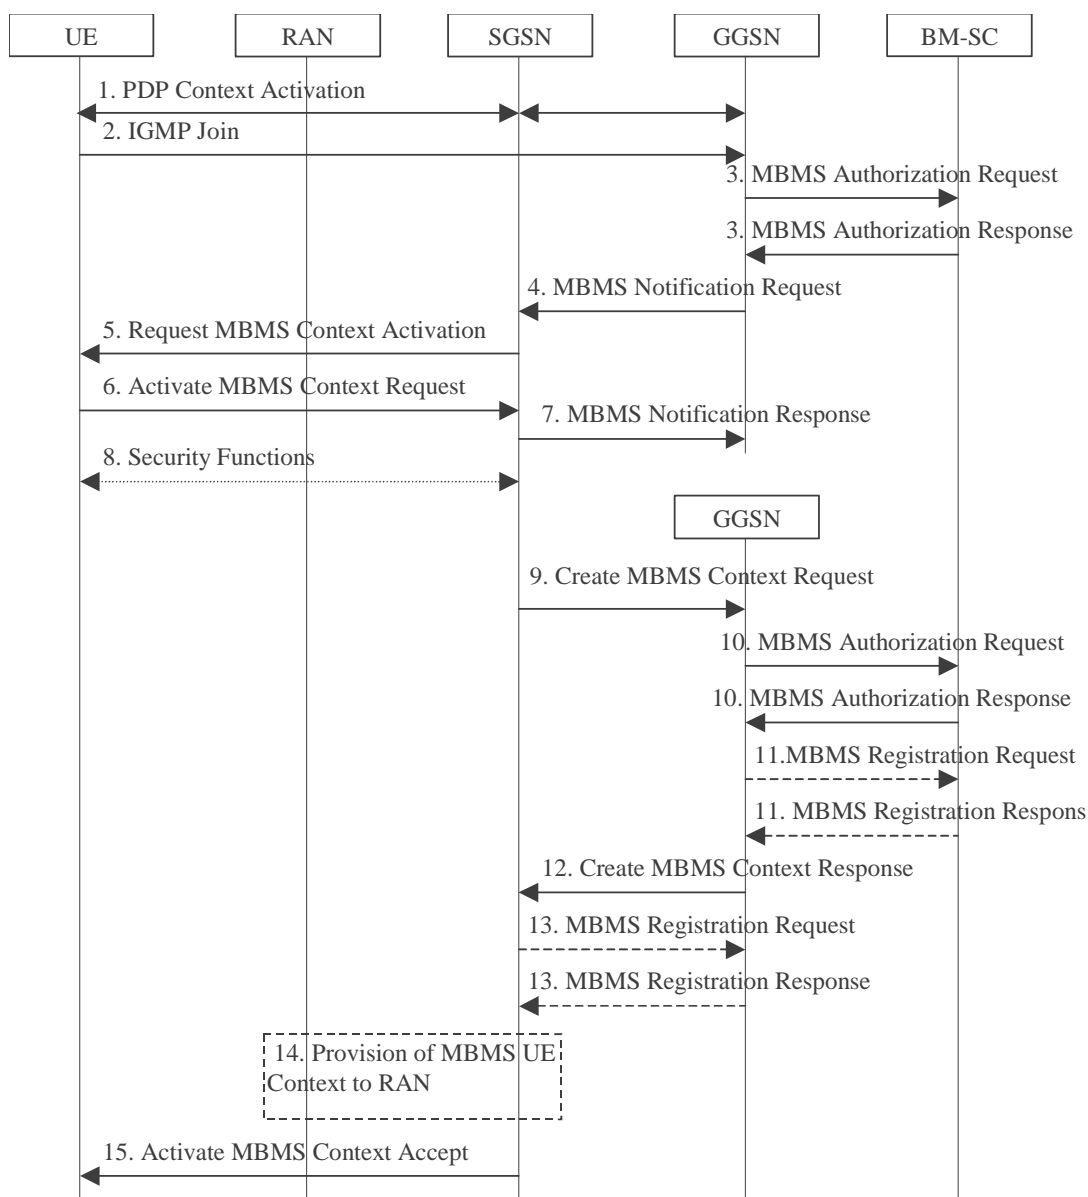 UE
RAN
SGSN
GGSN
BM-SC
1. PDP Context Activation
2. IGMP Join
3. MBMS Authorization Request
3. MBMS Authorization Response
4. MBMS Notification Request
5. Request MBMS Context Activation
6. Activate MBMS Context Request
7. MBMS Notification Response
8. Security Functions
GGSN
9. Create MBMS Context Request
10. MBMS Authorization Request
10. MBMS Authorization Response
11.MBMS Registration Request
11. MBMS Registration Respons
12. Create MBMS Context Response
13. MBMS Registration Request
13. MBMS Registration Response
14. Provision of MBMS UE
Context to RAN
15. Activate MBMS Context Accept